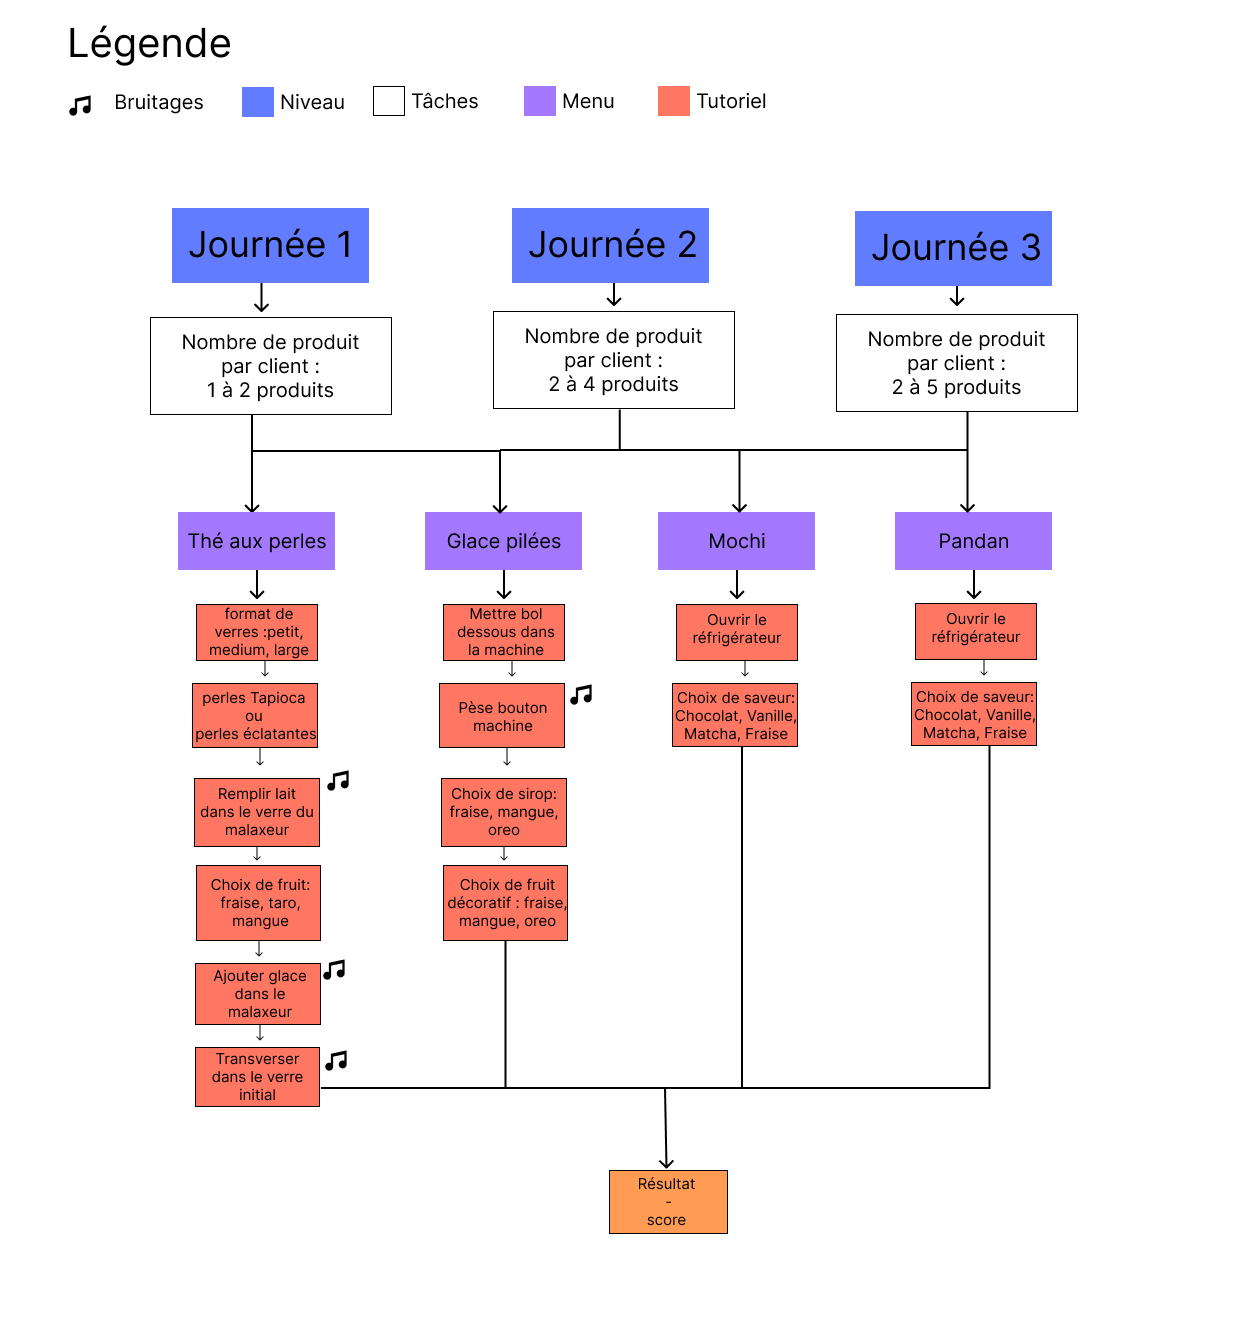 Légende
Bruitages
Niveau
Tâches
Menu
Tutoriel
Journée 1
Journée 2
Journée 3
Nombre de produit
par client :
1 à 2 produits
Nombre de produit
par client :
2 à 4 produits
Nombre de produit
par client :
2 à 5 produits
Thé aux perles
Glace pilées
Mochi
Pandan
format de
verres :petit,
medium, large
perles Tapioca
ou
perles éclatantes
Remplir lait
dans le verre du
malaxeur
Choix de fruit:
fraise, taro,
mangue
Ajouter glace
dans le
malaxeur
Transverser
dans le verre
initial
Mettre bol
dessous dans
la machine
Pèse bouton
machine
Choix de sirop:
fraise, mangue,
oreo
Choix de fruit
décoratif : fraise,
mangue, oreo
Ouvrir le
réfrigérateur
Choix de saveur:
Chocolat, Vanille,
Matcha, Fraise
Ouvrir le
réfrigérateur
Choix de saveur:
Chocolat, Vanille,
Matcha, Fraise
Résultat
-
score